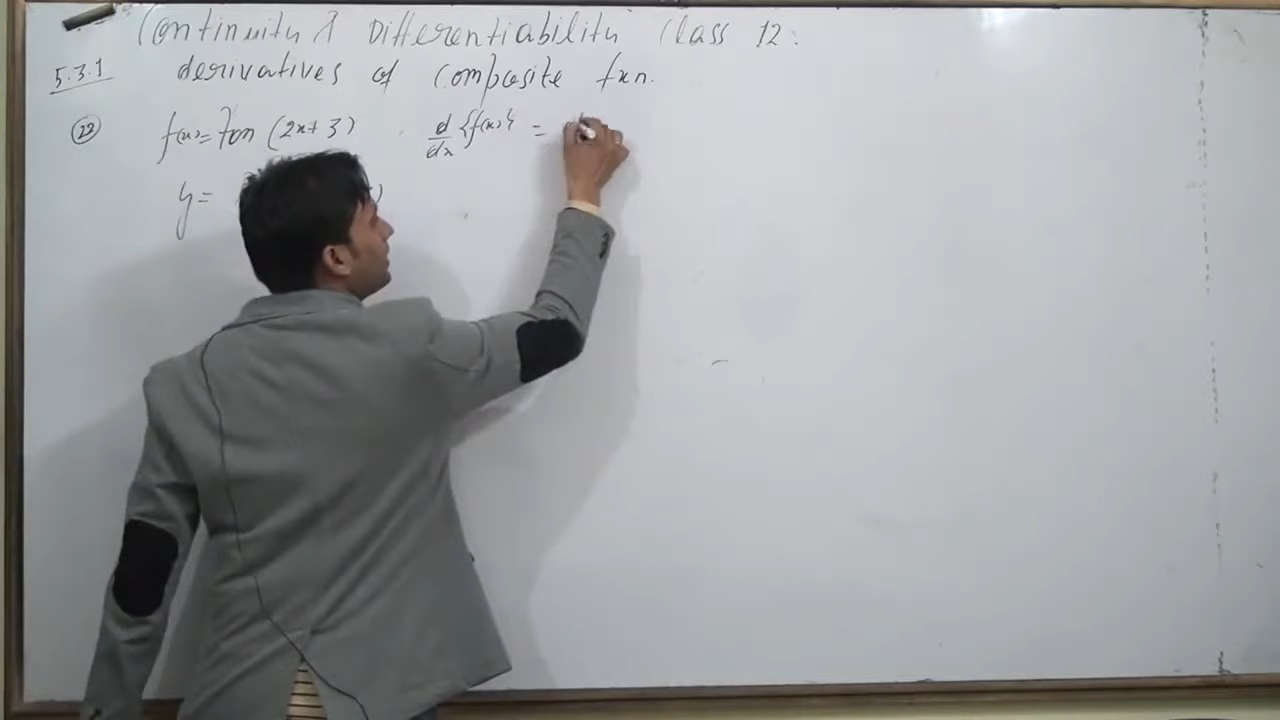 Continuity & Differentiability Class 12:
5.3.1 derivatives of composite fxn.
22 f(x)= Tan (2x+3) d/dx {f(x)} =
y= )